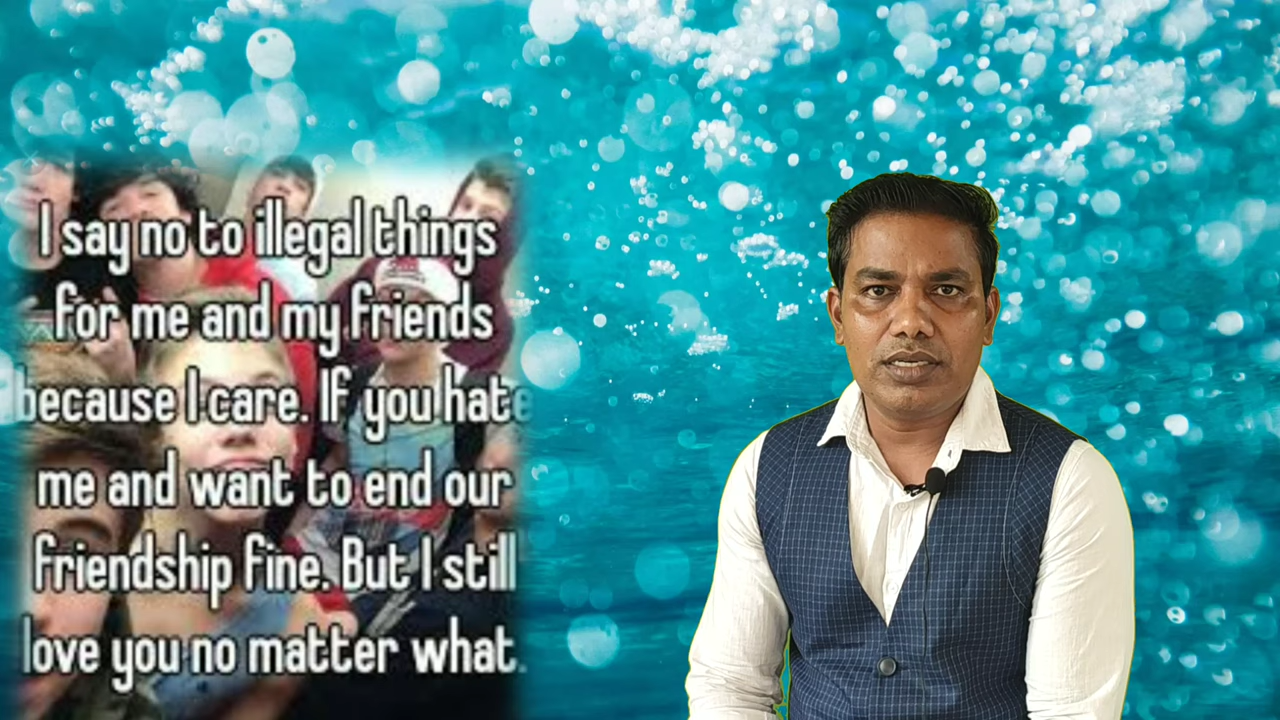 I say no to illegal things
for me and my friends
because I care. If you hate
me and want to end our
friendship fine. But I still
love you no matter what.